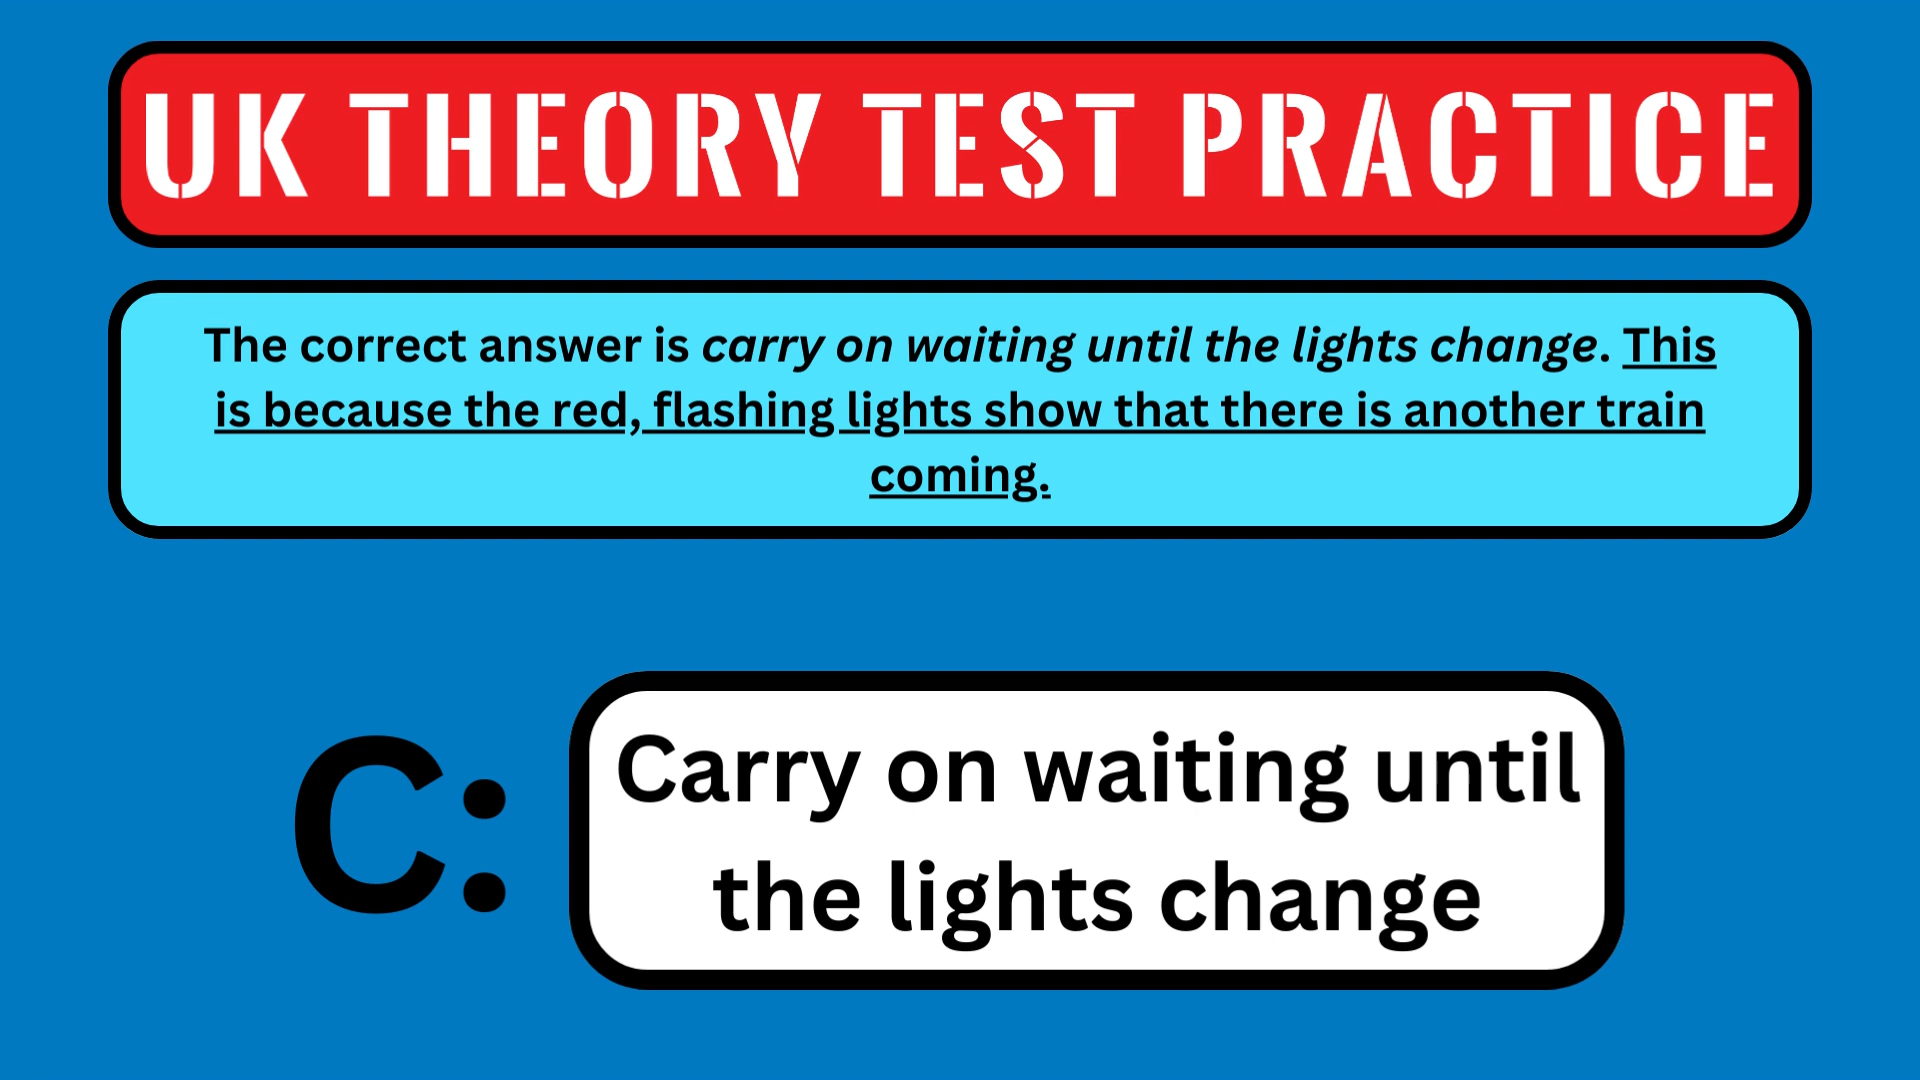 UK THEORY TEST PRACTICE
The correct answer is carry on waiting until the lights change. This
is because the red, flashing lights show that there is another train
coming.
C:
Carry on waiting until
the lights change